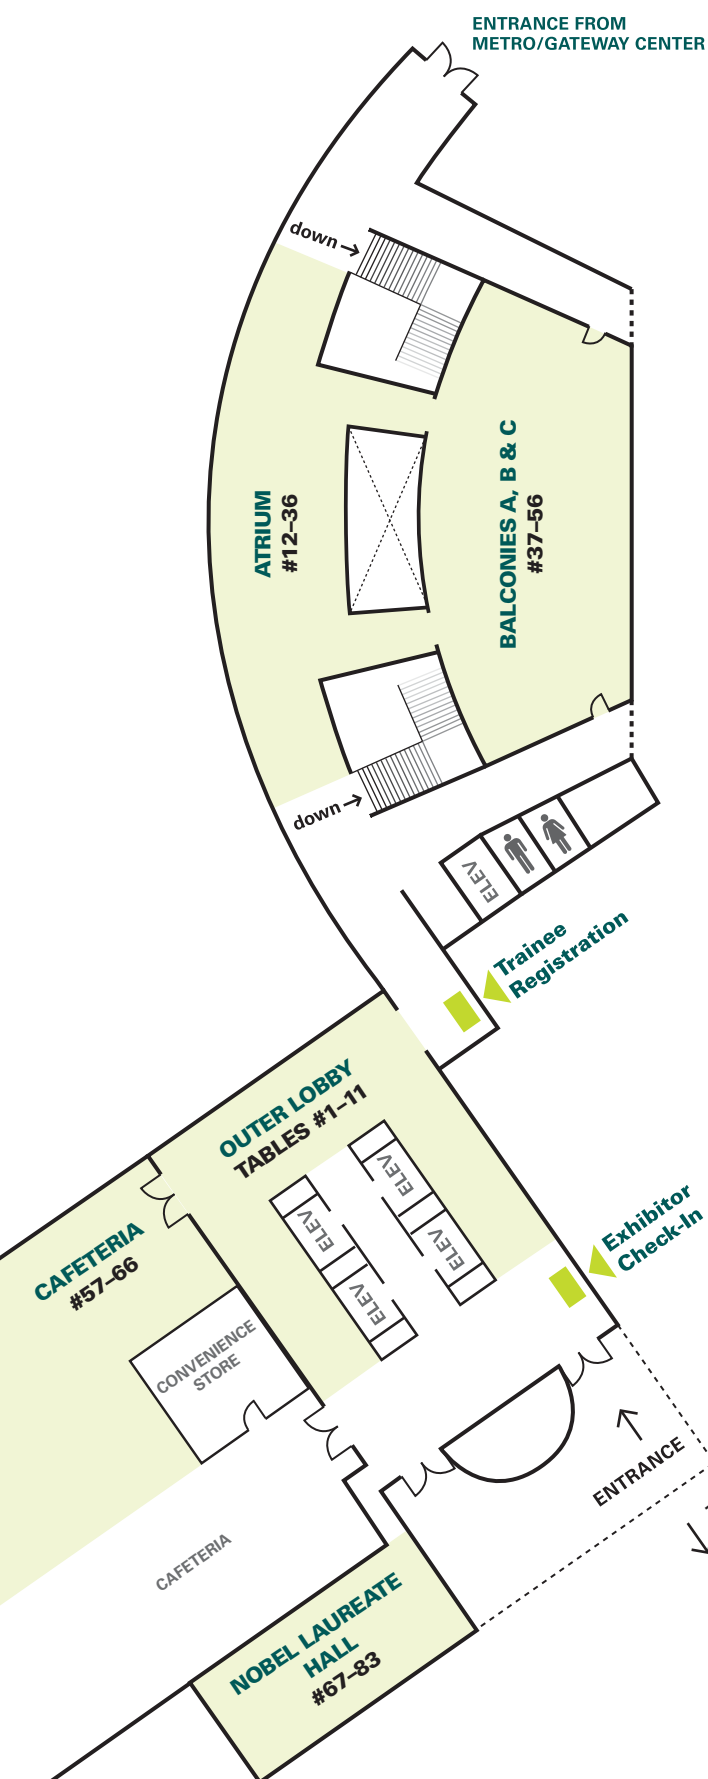 ENTRANCE FROM
METRO/GATEWAY CENTER
down
ATRIUM
#12–36
BALCONIES A, B & C
#37–56
down
ELEV
Trainee
Registration
OUTER LOBBY
TABLES #1–11
ELEV
ELEV
ELEV
ELEV
Exhibitor
Check-In
CAFETERIA
#57–66
CONVENIENCE
STORE
ENTRANCE
CAFETERIA
NOBEL LAUREATE
HALL
#67–83